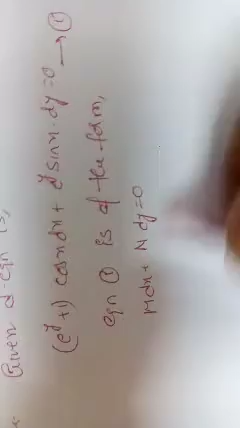 Given d.eqn is,
(e^y+1) cosx dx + e^y sinx. dy=0 → ①
eqn ① is of the form,
Mdx + N dy=0